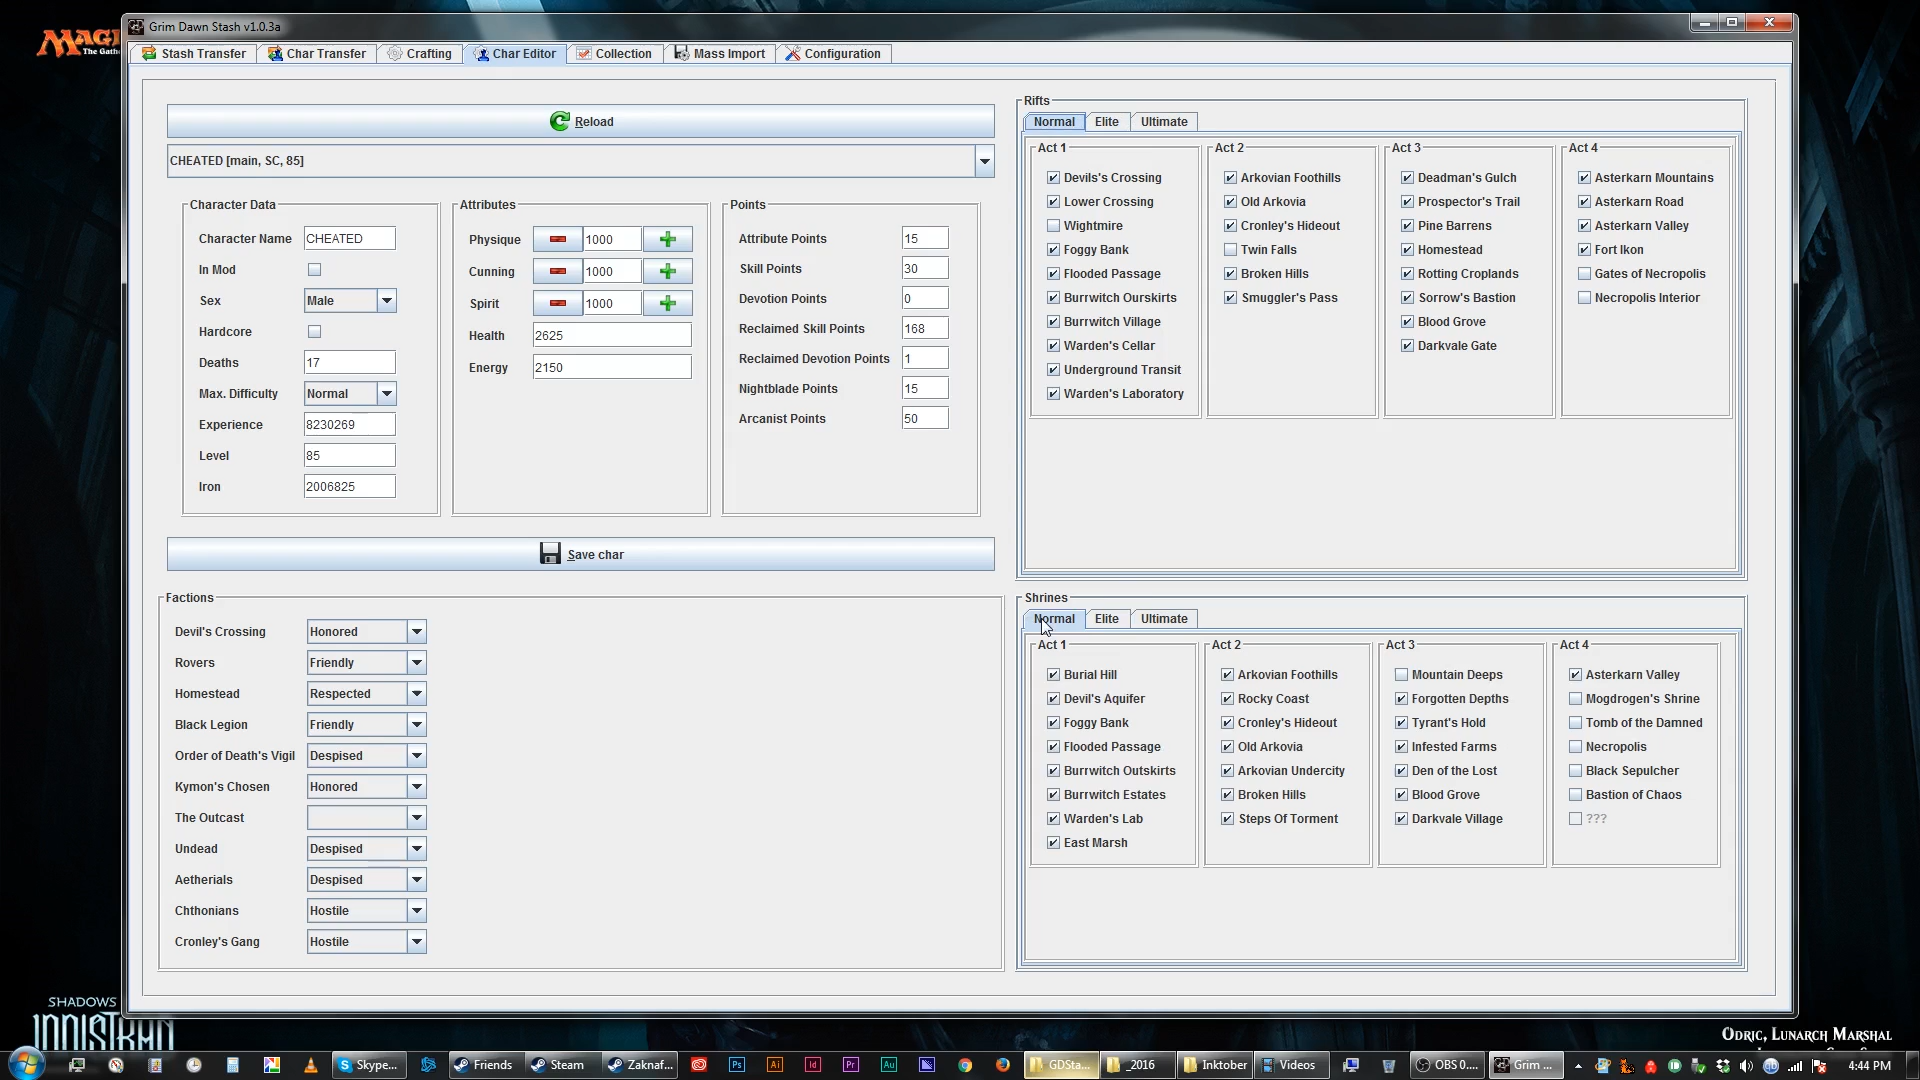 Grim Dawn Stash v1.0.3a
Stash Transfer
Char Transfer
Crafting
Char Editor
Collection
Mass Import
Configuration
Reload
CHEATED [main, SC, 85]
Character Data
Character Name CHEATED
In Mod
Sex Male
Hardcore
Deaths 17
Max. Difficulty Normal
Experience 8230269
Level 85
Iron 2006825
Attributes
Physique 1000
Cunning 1000
Spirit 1000
Health 2625
Energy 2150
Points
Attribute Points 15
Skill Points 30
Devotion Points 0
Reclaimed Skill Points 168
Reclaimed Devotion Points 1
Nightblade Points 15
Arcanist Points 50
Save char
Factions
Devil's Crossing Honored
Rovers Friendly
Homestead Respected
Black Legion Friendly
Order of Death's Vigil Despised
Kymon's Chosen Honored
The Outcast
Undead Despised
Aetherials Despised
Chthonians Hostile
Cronley's Gang Hostile
Rifts
Normal Elite Ultimate
Act 1
Devils's Crossing
Lower Crossing
Wightmire
Foggy Bank
Flooded Passage
Burrwitch Ourskirts
Burrwitch Village
Warden's Cellar
Underground Transit
Warden's Laboratory
Act 2
Arkovian Foothills
Old Arkovia
Cronley's Hideout
Twin Falls
Broken Hills
Smuggler's Pass
Act 3
Deadman's Gulch
Prospector's Trail
Pine Barrens
Homestead
Rotting Croplands
Sorrow's Bastion
Blood Grove
Darkvale Gate
Act 4
Asterkarn Mountains
Asterkarn Road
Asterkarn Valley
Fort Ikon
Gates of Necropolis
Necropolis Interior
Shrines
Normal Elite Ultimate
Act 1
Burial Hill
Devil's Aquifer
Foggy Bank
Flooded Passage
Burrwitch Outskirts
Burrwitch Estates
Warden's Lab
East Marsh
Act 2
Arkovian Foothills
Rocky Coast
Cronley's Hideout
Old Arkovia
Arkovian Undercity
Broken Hills
Steps Of Torment
Act 3
Mountain Deeps
Forgotten Depths
Tyrant's Hold
Infested Farms
Den of the Lost
Blood Grove
Darkvale Village
Act 4
Asterkarn Valley
Mogdrogen's Shrine
Tomb of the Damned
Necropolis
Black Sepulcher
Bastion of Chaos
???
SHADOWS
Odric, Lunarch Marshal
Skype...
Friends
Steam
Zaknaf...
Ps
Ai
Id
Pr
Au
GDSta...
_2016
Inktober
Videos
OBS 0....
Grim ...
4:44 PM